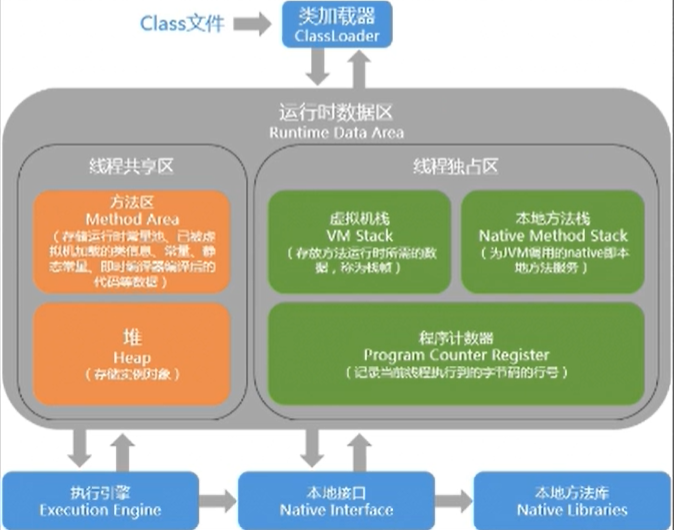 Class文件
类加载器
ClassLoader
运行时数据区
Runtime Data Area
线程共享区
线程独占区
方法区
Method Area
（存储运行时常量池、已被虚
拟机加载的类信息、常量、静
态常量、即时编译器编译后的
代码等数据）
虚拟机栈
VM Stack
（存放方法运行时所需的数
据，称为栈帧）
本地方法栈
Native Method Stack
（为JVM调用的native即本
地方法服务）
堆
Heap
（存储实例对象）
程序计数器
Program Counter Register
（记录当前线程执行到的字节码的行号）
执行引擎
Execution Engine
本地接口
Native Interface
本地方法库
Native Libraries